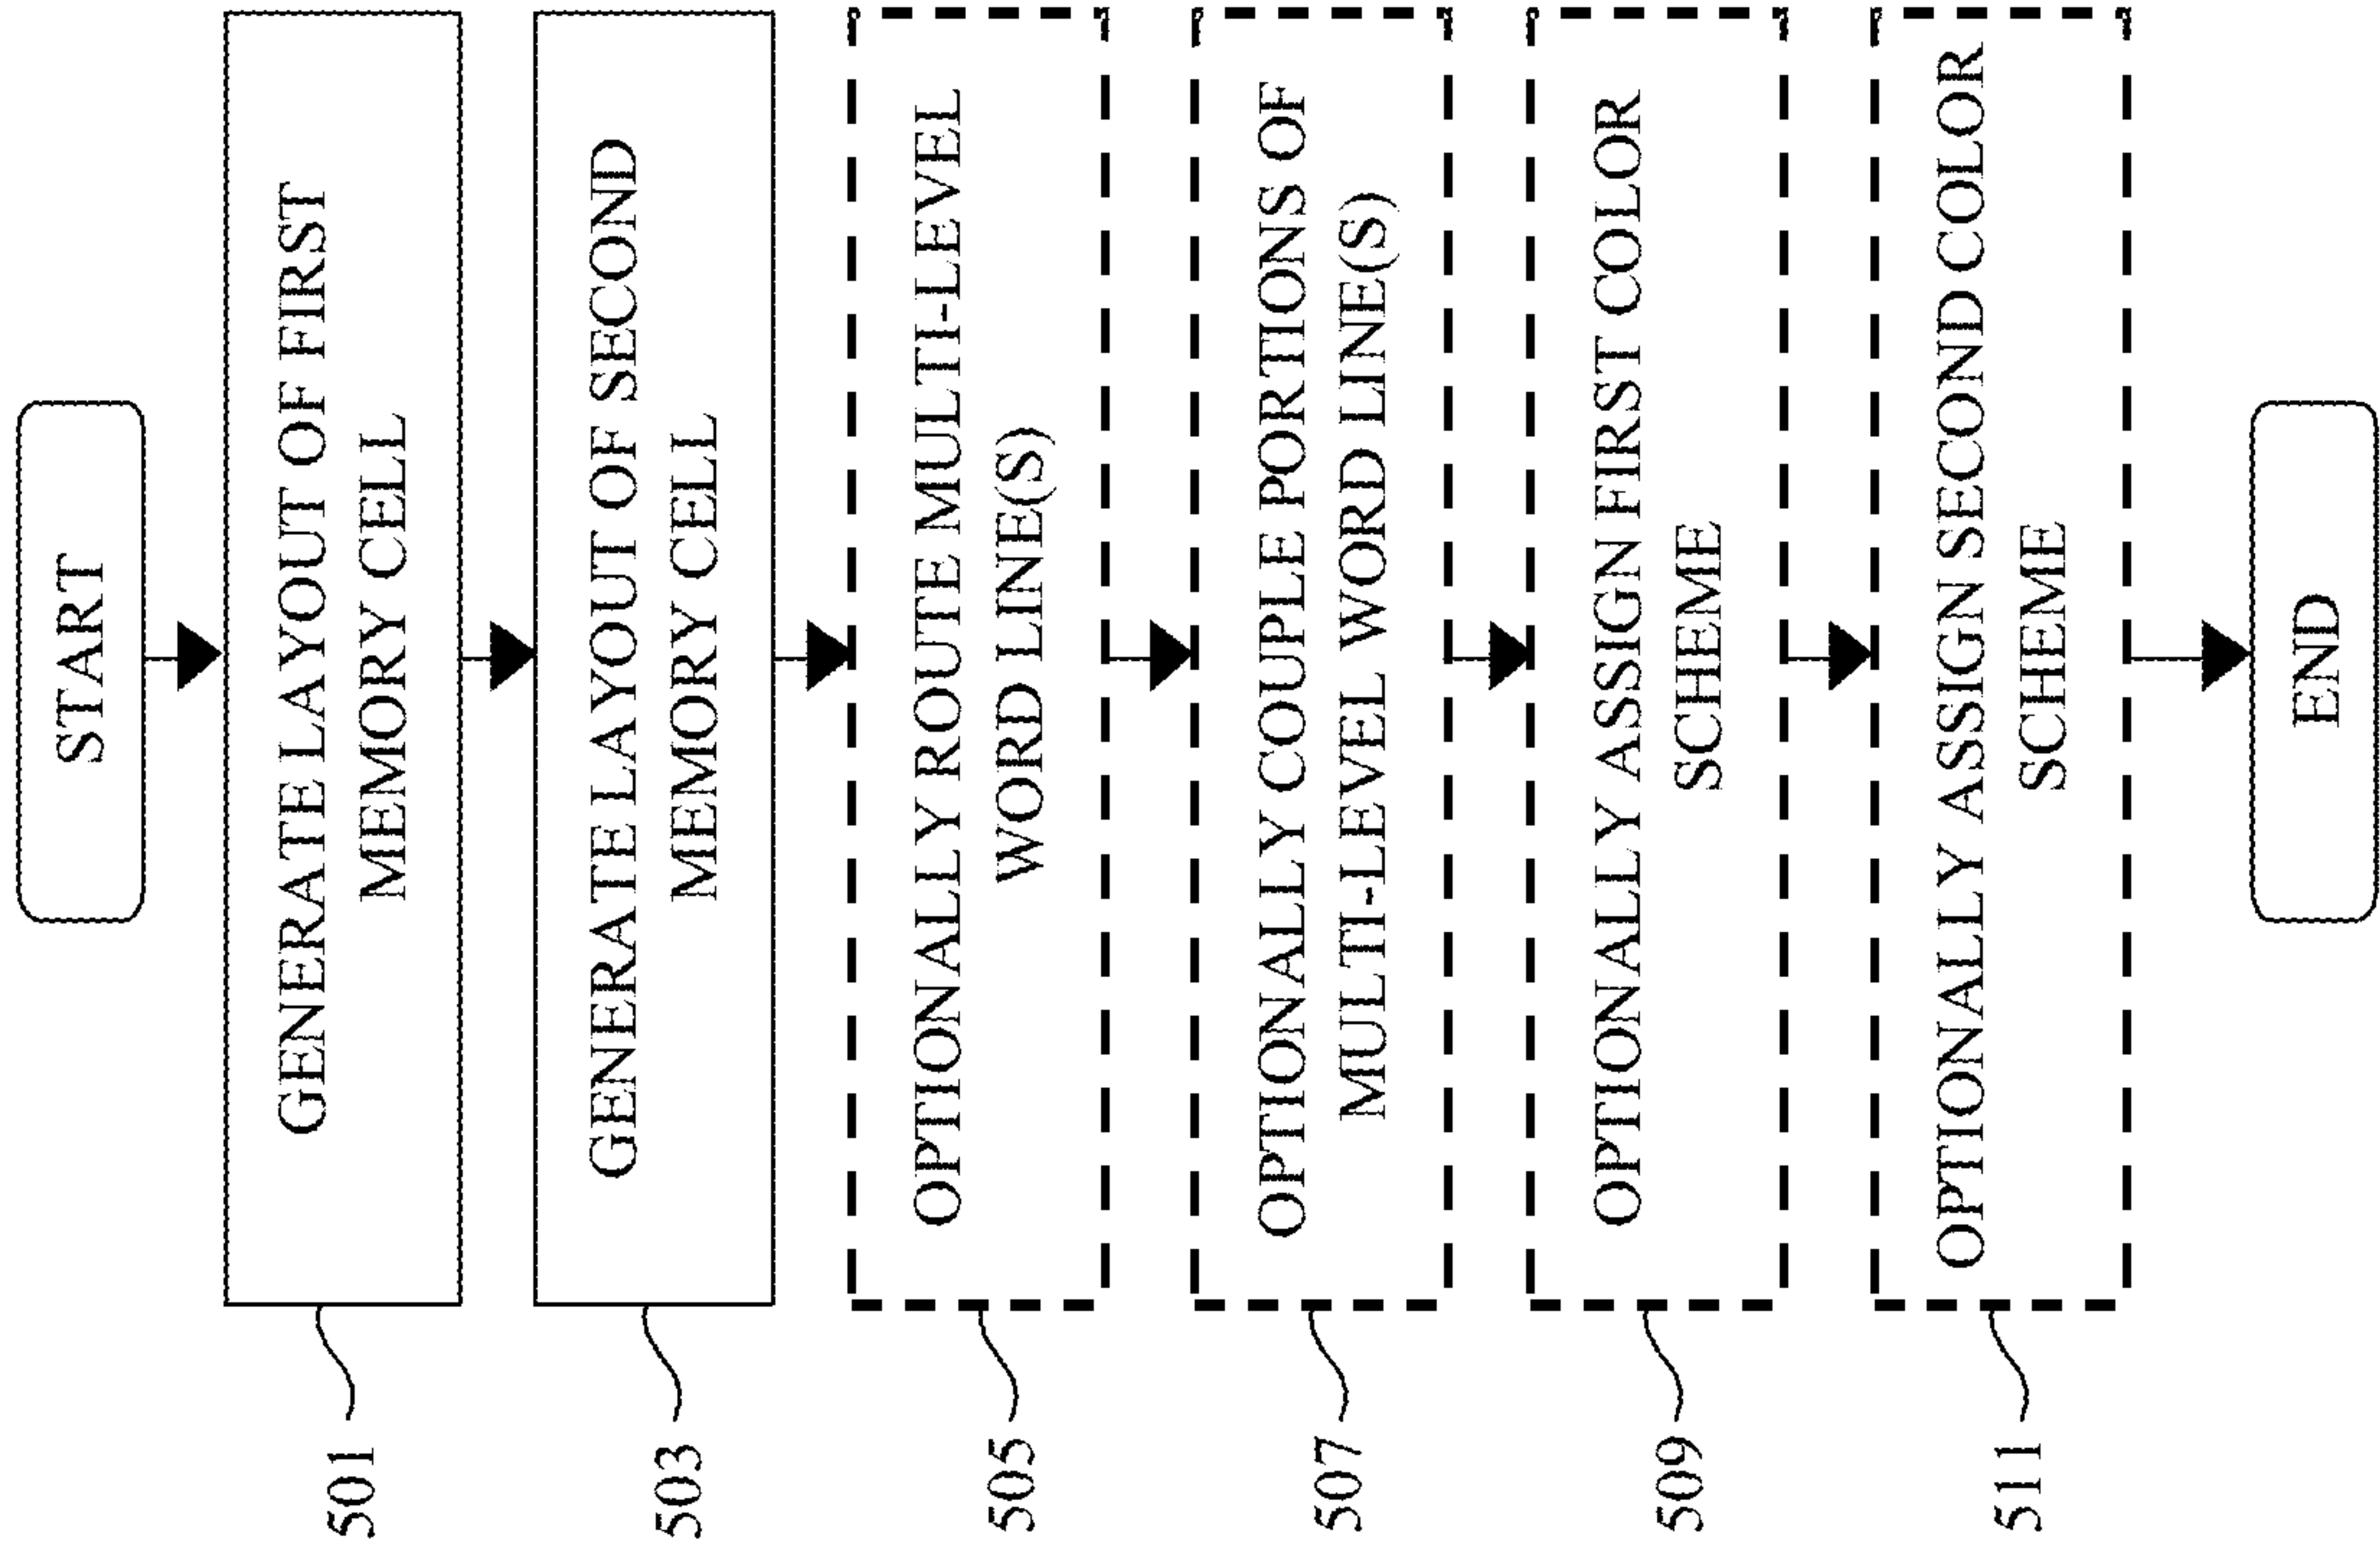 START
501
GENERATE LAYOUT OF FIRST
MEMORY CELL
503
GENERATE LAYOUT OF SECOND
MEMORY CELL
505
OPTIONALLY ROUTE MULTI-LEVEL
WORD LINE(S)
507
OPTIONALLY COUPLE PORTIONS OF
MULTI-LEVEL WORD LINE(S)
509
OPTIONALLY ASSIGN FIRST COLOR
SCHEME
511
OPTIONALLY ASSIGN SECOND COLOR
SCHEME
END